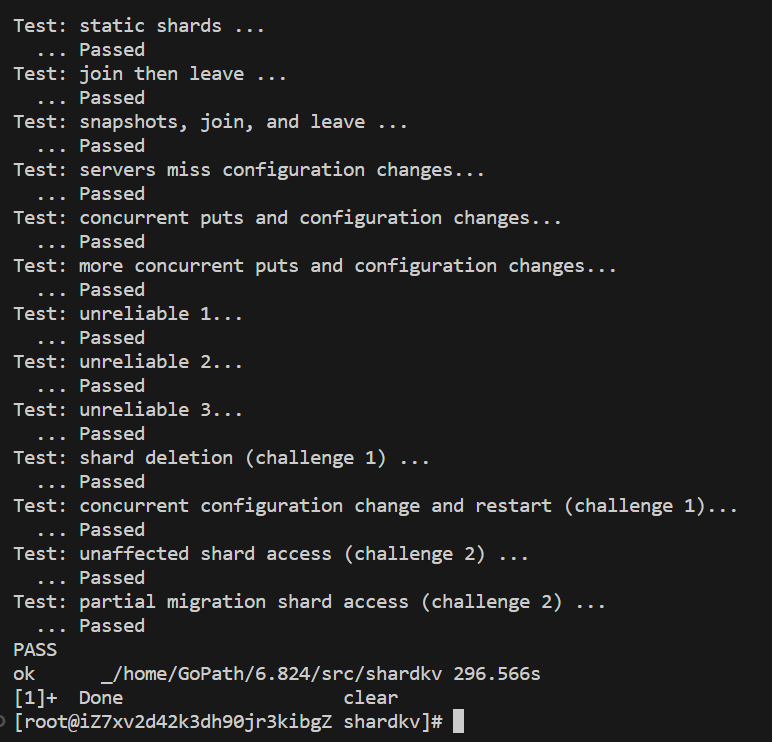 Test: static shards ...
  ... Passed
Test: join then leave ...
  ... Passed
Test: snapshots, join, and leave ...
  ... Passed
Test: servers miss configuration changes...
  ... Passed
Test: concurrent puts and configuration changes...
  ... Passed
Test: more concurrent puts and configuration changes...
  ... Passed
Test: unreliable 1...
  ... Passed
Test: unreliable 2...
  ... Passed
Test: unreliable 3...
  ... Passed
Test: shard deletion (challenge 1) ...
  ... Passed
Test: concurrent configuration change and restart (challenge 1)...
  ... Passed
Test: unaffected shard access (challenge 2) ...
  ... Passed
Test: partial migration shard access (challenge 2) ...
  ... Passed
PASS
ok      _/home/GoPath/6.824/src/shardkv 296.566s
[1]+  Done                    clear
[root@iZ7xv2d42k3dh90jr3kibgZ shardkv]#